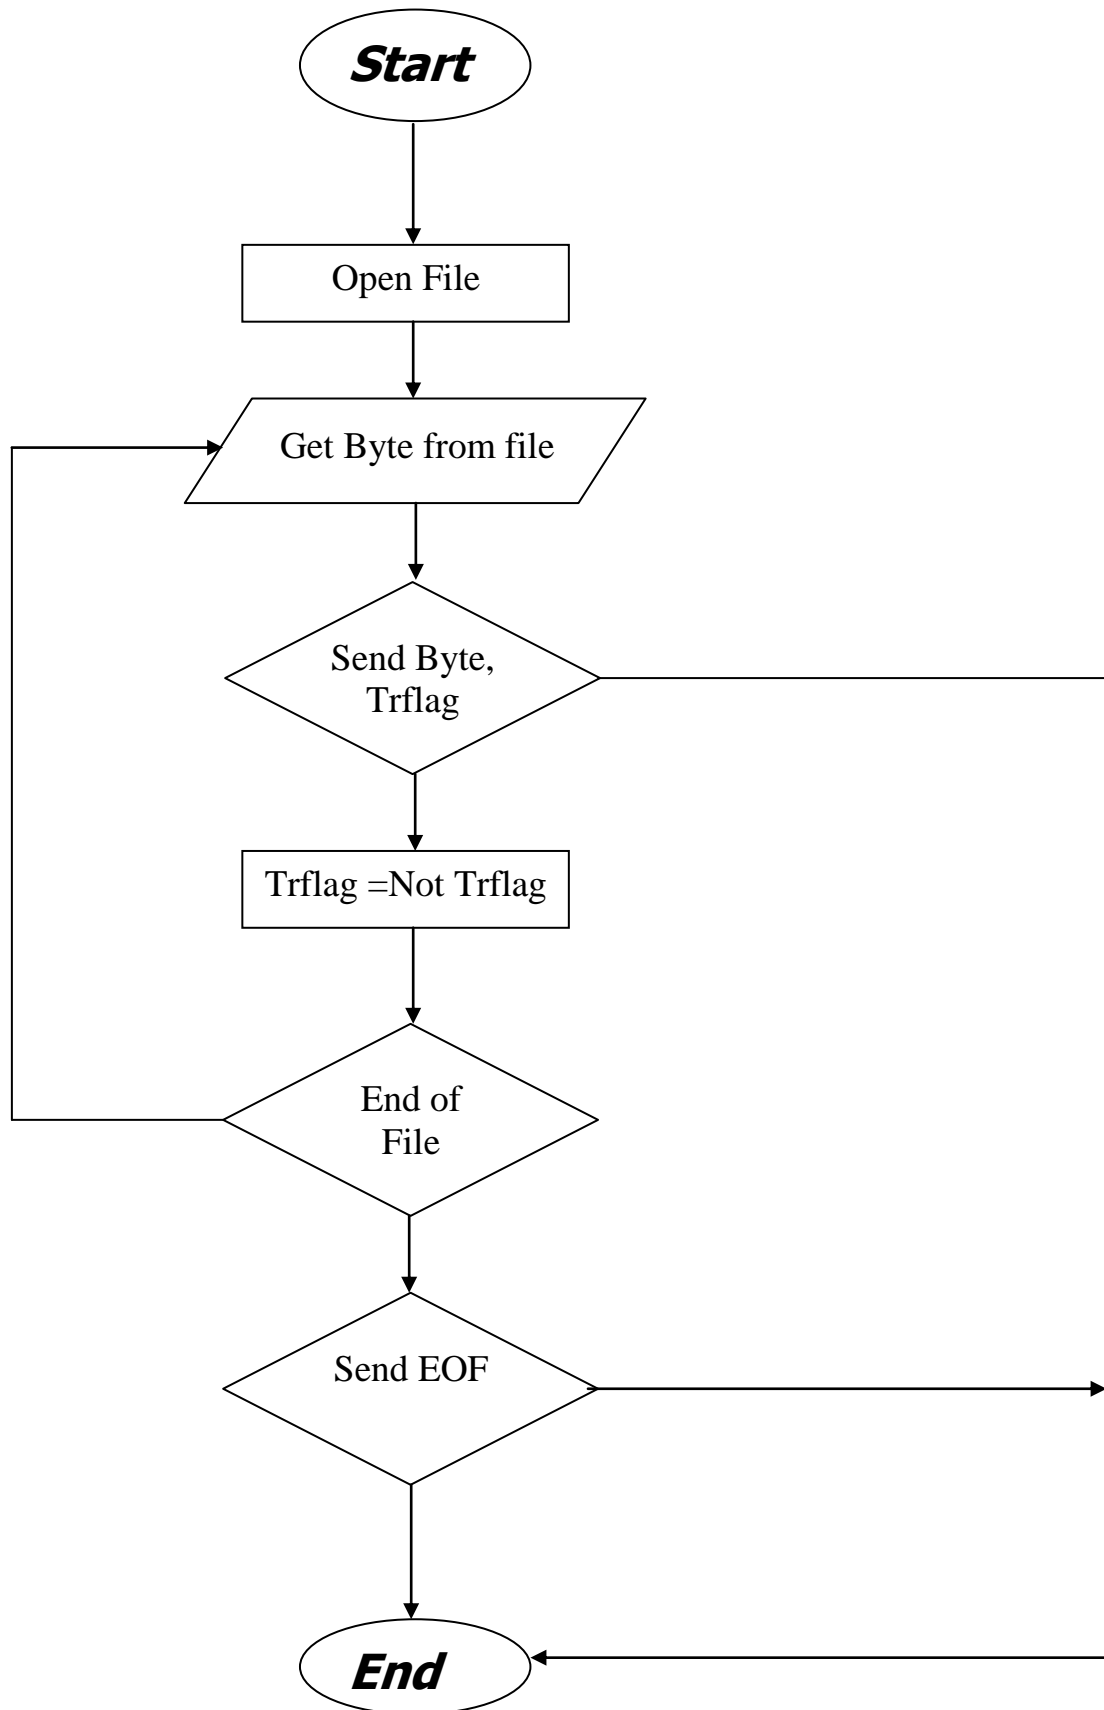 Start
Open File
Get Byte from file
Send Byte,
Trflag
Trflag =Not Trflag
End of
File
Send EOF
End